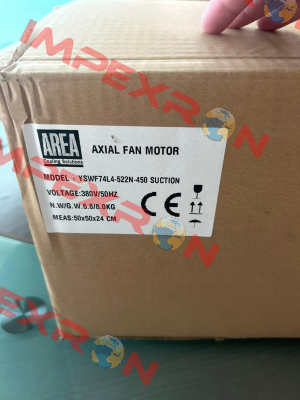 IMPEXRON
AREA
Cooling Solutions
AXIAL FAN MOTOR
MODEL : YSWF74L4-522N-450 SUCTION
VOLTAGE:380V/50HZ
N.W/G.W.6.8/8.0KG
MEAS:50x50x24 CM
CE
IMPEXRON